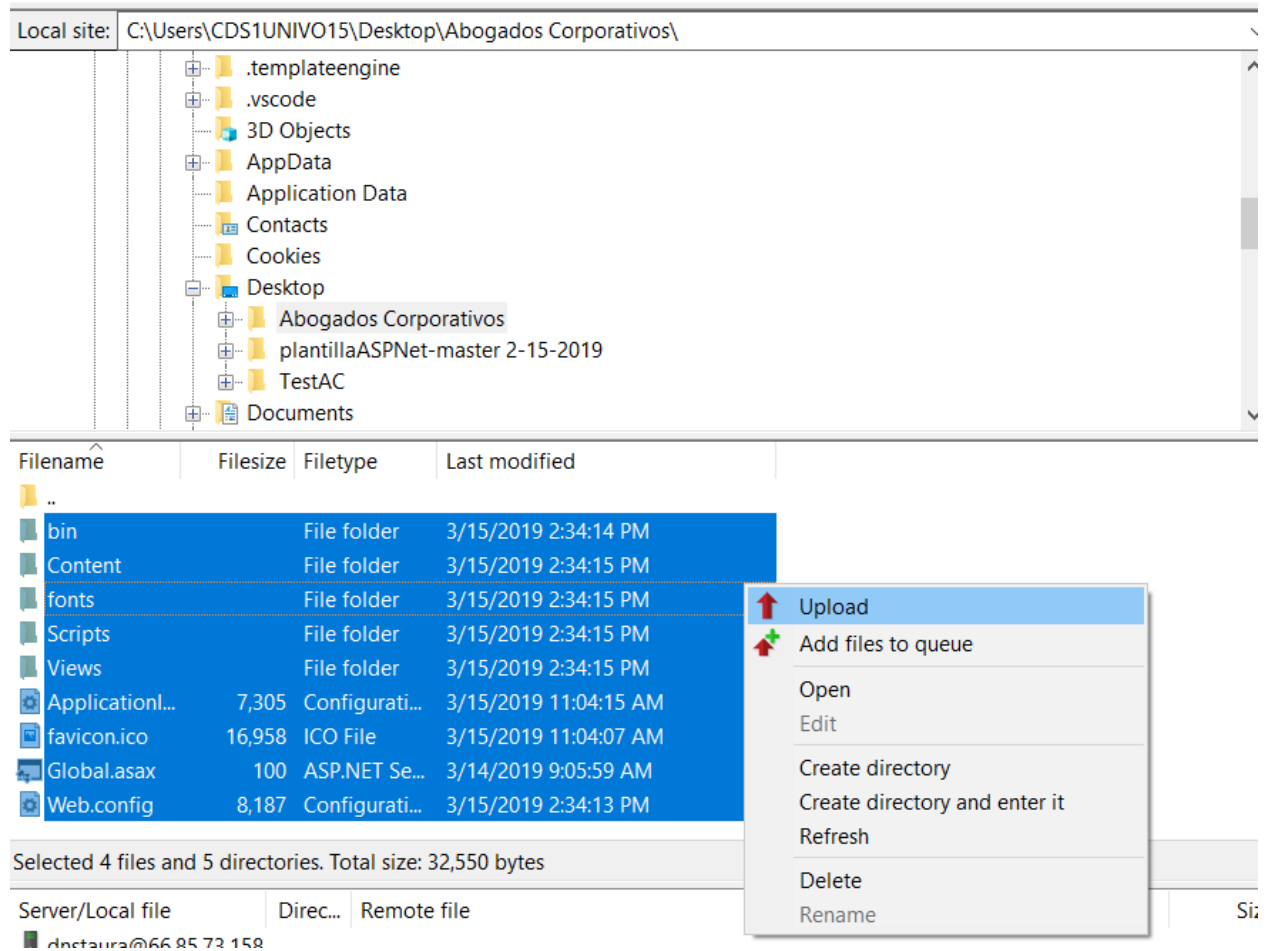 Local site: C:\Users\CDS1UNIVO15\Desktop\Abogados Corporativos\
.templateengine
.vscode
3D Objects
AppData
Application Data
Contacts
Cookies
Desktop
Abogados Corporativos
plantillaASPNet-master 2-15-2019
TestAC
Documents
Filename Filesize Filetype Last modified
..
bin File folder 3/15/2019 2:34:14 PM
Content File folder 3/15/2019 2:34:15 PM
fonts File folder 3/15/2019 2:34:15 PM
Scripts File folder 3/15/2019 2:34:15 PM
Views File folder 3/15/2019 2:34:15 PM
ApplicationI... 7,305 Configurati... 3/15/2019 11:04:15 AM
favicon.ico 16,958 ICO File 3/15/2019 11:04:07 AM
Global.asax 100 ASP.NET Se... 3/14/2019 9:05:59 AM
Web.config 8,187 Configurati... 3/15/2019 2:34:13 PM
Upload
Add files to queue
Open
Edit
Create directory
Create directory and enter it
Refresh
Delete
Rename
Selected 4 files and 5 directories. Total size: 32,550 bytes
Server/Local file Direc... Remote file Siz
dnstaura@66.85.73.158